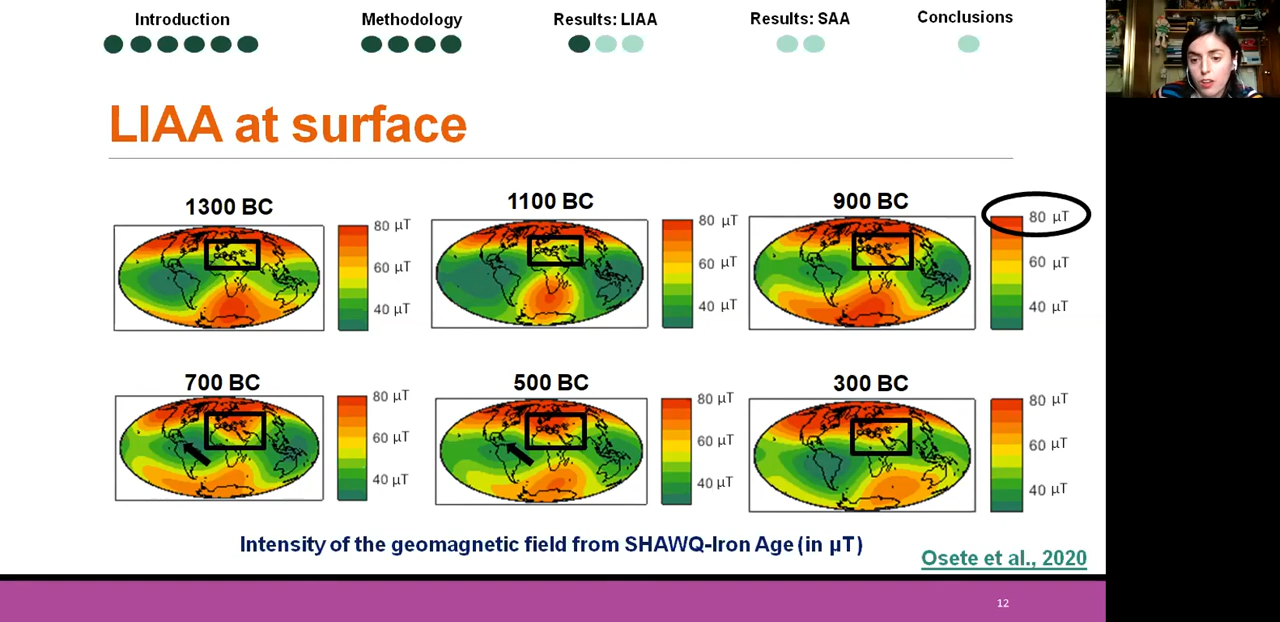 Introduction
Methodology
Results: LIAA
Results: SAA
Conclusions
LIAA at surface
1300 BC
80 µT
60 µT
40 µT
1100 BC
80 µT
60 µT
40 µT
900 BC
80 µT
60 µT
40 µT
700 BC
80 µT
60 µT
40 µT
500 BC
80 µT
60 µT
40 µT
300 BC
80 µT
60 µT
40 µT
Intensity of the geomagnetic field from SHAWQ-Iron Age (in µT)
Osete et al., 2020
12